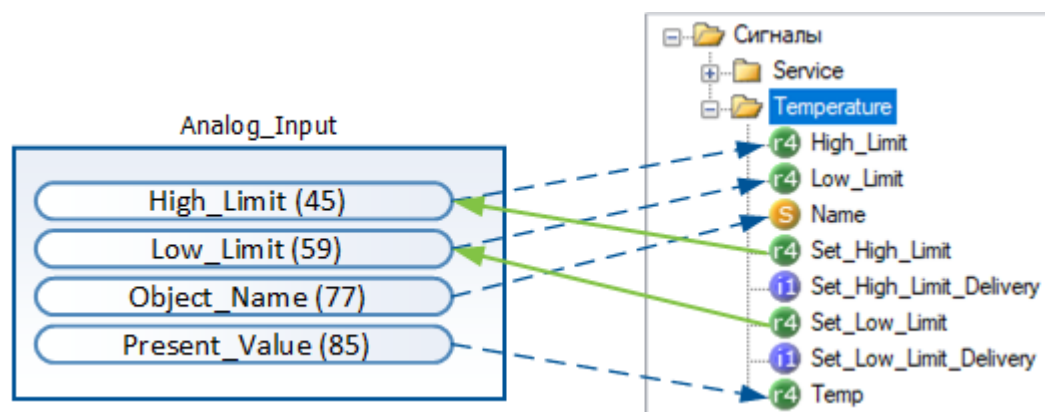 Analog_Input
High_Limit (45)
Low_Limit (59)
Object_Name (77)
Present_Value (85)
Сигналы
Service
Temperature
r4 High_Limit
r4 Low_Limit
S Name
r4 Set_High_Limit
i1 Set_High_Limit_Delivery
r4 Set_Low_Limit
i1 Set_Low_Limit_Delivery
r4 Temp